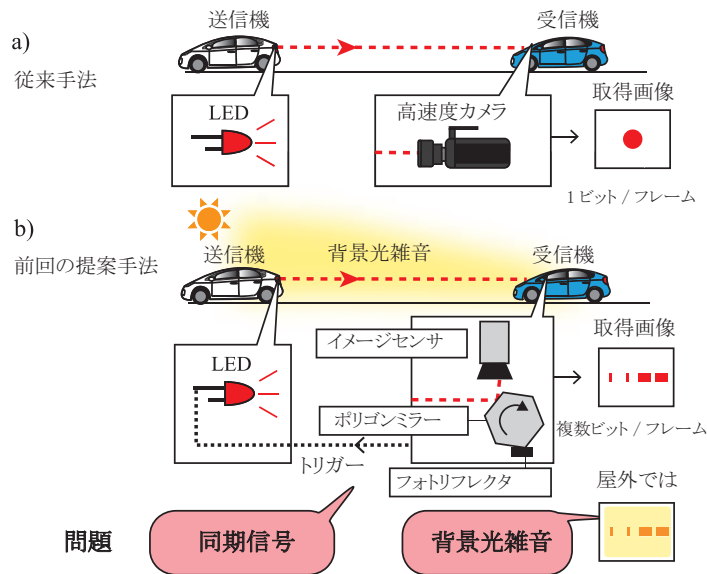 a)
従来手法
送信機
受信機
LED
高速度カメラ
取得画像
1ビット / フレーム
b)
前回の提案手法
送信機
背景光雑音
受信機
LED
イメージセンサ
ポリゴンミラー
トリガー
フォトリフレクタ
取得画像
複数ビット / フレーム
屋外では
問題
同期信号
背景光雑音